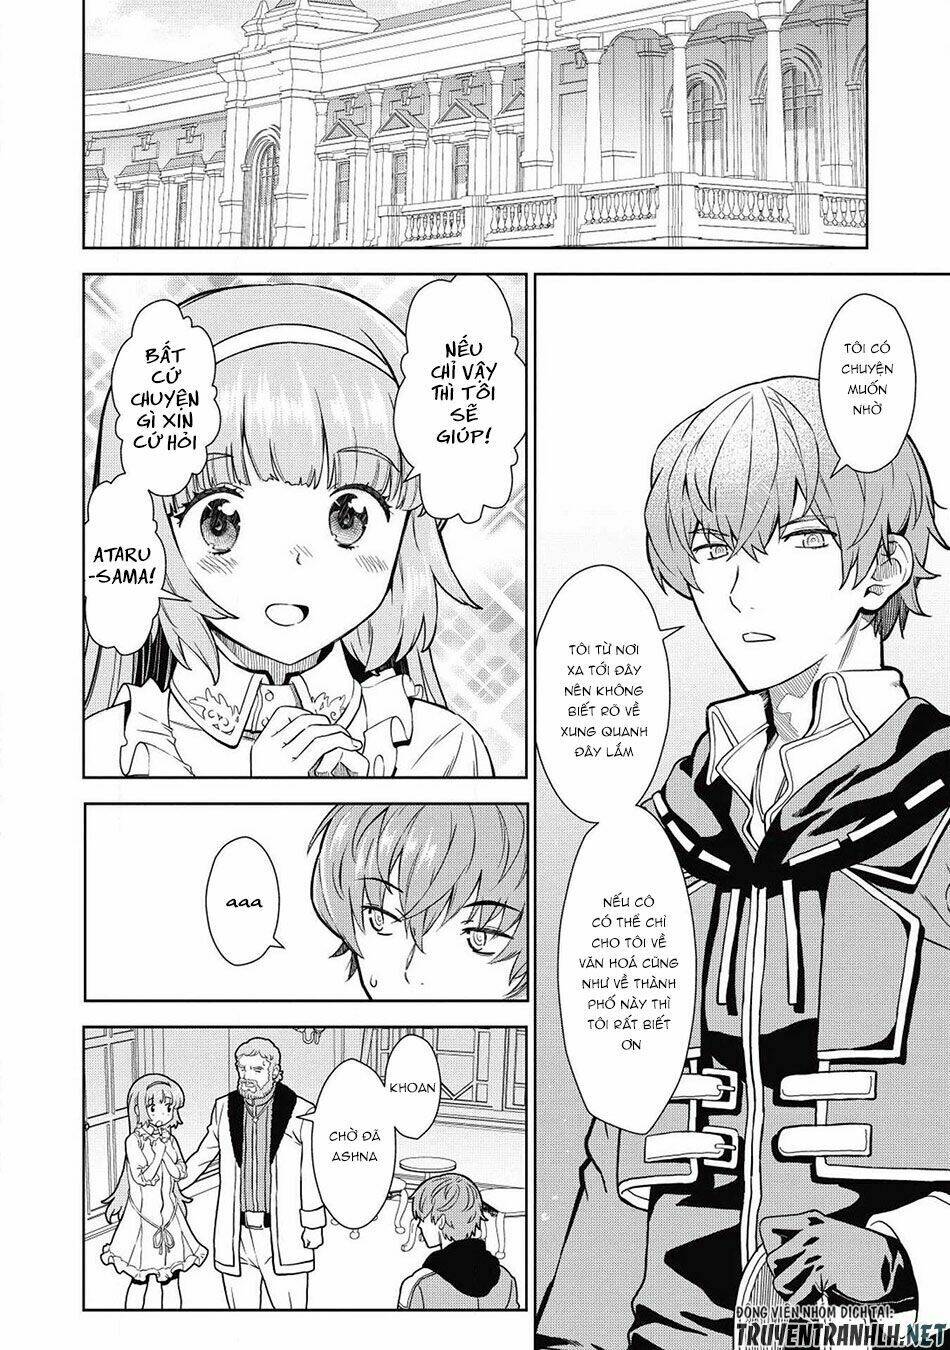 TÔI CÓ
CHUYỆN
MUỐN
NHỜ
TÔI TỪ NƠI
XA TỚI ĐÂY
NÊN KHÔNG
BIẾT RÕ VỀ
XUNG QUANH
ĐÂY LẮM
NẾU CÔ
CÓ THỂ CHỈ
CHO TÔI VỀ
VĂN HOÁ CŨNG
NHƯ VỀ THÀNH
PHỐ NÀY THÌ
TÔI RẤT BIẾT
ƠN
NẾU
CHỈ VẬY
THÌ TÔI
SẼ
GIÚP!
BẤT
CỨ
CHUYỆN
GÌ XIN
CỨ HỎI
ATARU
-SAMA!
aaa
KHOAN
CHỜ ĐÃ
ASHNA
ĐỘNG VIÊN NHÓM DỊCH TẠI:
TRUYENTRANHLH.NET